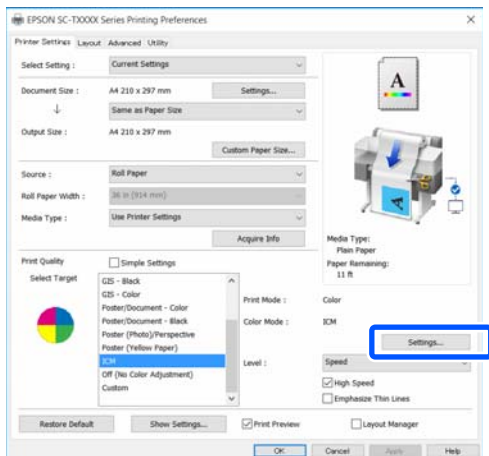 EPSON SC-TXXXX Series Printing Preferences
Printer Settings Layout Advanced Utility
Select Setting : Current Settings
Document Size : A4 210 x 297 mm Settings...
Same as Paper Size
Output Size : A4 210 x 297 mm
Custom Paper Size...
Source : Roll Paper
Roll Paper Width : 36 in (914 mm)
Media Type : Use Printer Settings
Acquire Info
A
Media Type:
Plain Paper
Paper Remaining:
11 ft
Print Quality Simple Settings
Select Target
GIS - Black
GIS - Color
Poster/Document - Color
Poster/Document - Black
Poster (Photo)/Perspective
Poster (Yellow Paper)
ICM
Off (No Color Adjustment)
Custom
Print Mode : Color
Color Mode : ICM
Settings...
Level : Speed
High Speed
Emphasize Thin Lines
Restore Default Show Settings... Print Preview Layout Manager
OK Cancel Apply Help